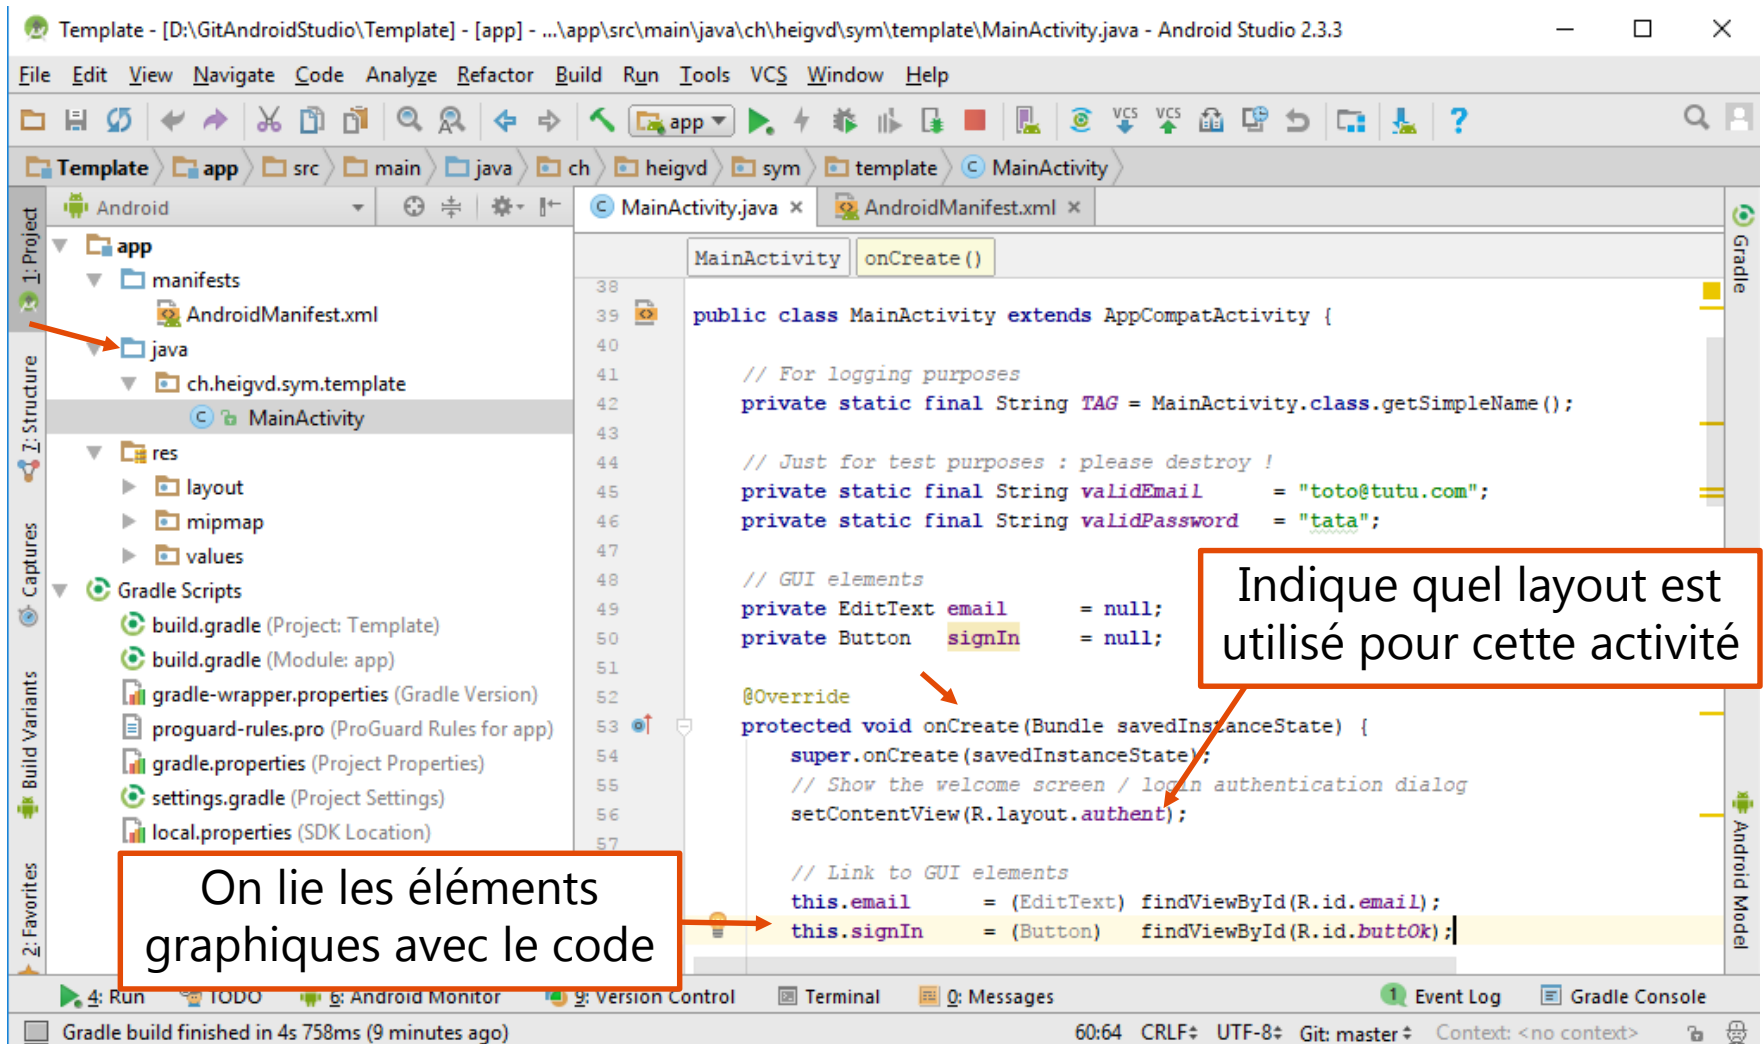 Template - [D:\GitAndroidStudio\Template] - [app] - ...\app\src\main\java\ch\heigvd\sym\template\MainActivity.java - Android Studio 2.3.3
File Edit View Navigate Code Analyze Refactor Build Run Tools VCS Window Help
app VCS VCS ?
Template app src main java ch heigvd sym template MainActivity
1: Project
7: Structure
Captures
Build Variants
2: Favorites
Android
app
manifests
AndroidManifest.xml
java
ch.heigvd.sym.template
MainActivity
res
layout
mipmap
values
Gradle Scripts
build.gradle (Project: Template)
build.gradle (Module: app)
gradle-wrapper.properties (Gradle Version)
proguard-rules.pro (ProGuard Rules for app)
gradle.properties (Project Properties)
settings.gradle (Project Settings)
local.properties (SDK Location)
MainActivity.java AndroidManifest.xml
MainActivity onCreate()
38
39 public class MainActivity extends AppCompatActivity {
40
41 // For logging purposes
42 private static final String TAG = MainActivity.class.getSimpleName();
43
44 // Just for test purposes : please destroy !
45 private static final String validEmail = "toto@tutu.com";
46 private static final String validPassword = "tata";
47
48 // GUI elements
49 private EditText email = null;
50 private Button signIn = null;
51
52 @Override
53 protected void onCreate(Bundle savedInstanceState) {
54 super.onCreate(savedInstanceState);
55 // Show the welcome screen / login authentication dialog
56 setContentView(R.layout.authent);
57
// Link to GUI elements
this.email = (EditText) findViewById(R.id.email);
this.signIn = (Button) findViewById(R.id.buttOk);
Indique quel layout est
utilisé pour cette activité
On lie les éléments
graphiques avec le code
Gradle
Android Model
4: Run TODO 6: Android Monitor 9: Version Control Terminal 0: Messages 1 Event Log Gradle Console
Gradle build finished in 4s 758ms (9 minutes ago) 60:64 CRLF UTF-8 Git: master Context: <no context>